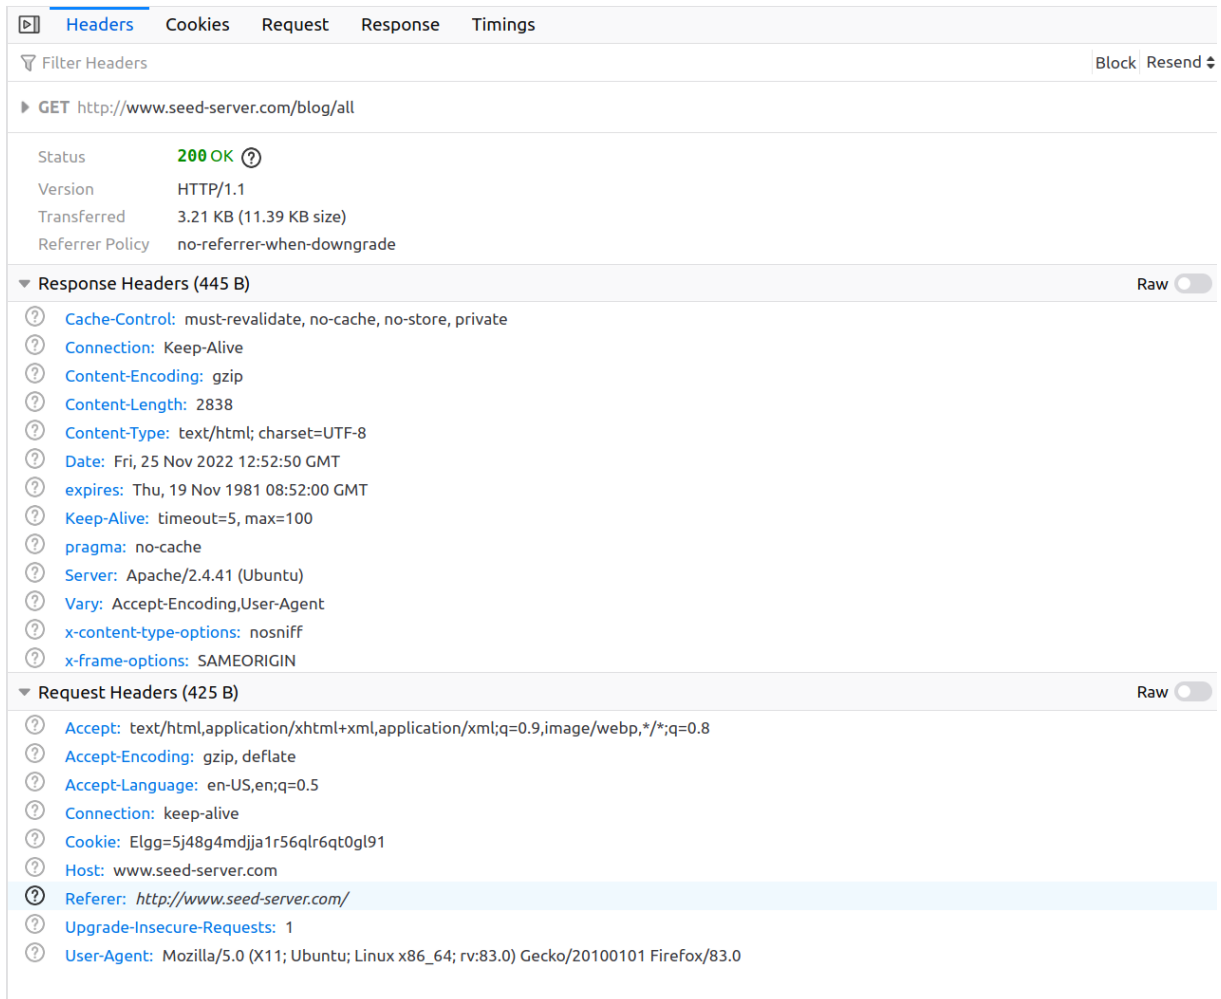 Headers Cookies Request Response Timings
Filter Headers Block Resend
GET http://www.seed-server.com/blog/all
Status 200 OK ?
Version HTTP/1.1
Transferred 3.21 KB (11.39 KB size)
Referrer Policy no-referrer-when-downgrade
Response Headers (445 B) Raw
? Cache-Control: must-revalidate, no-cache, no-store, private
? Connection: Keep-Alive
? Content-Encoding: gzip
? Content-Length: 2838
? Content-Type: text/html; charset=UTF-8
? Date: Fri, 25 Nov 2022 12:52:50 GMT
? expires: Thu, 19 Nov 1981 08:52:00 GMT
? Keep-Alive: timeout=5, max=100
? pragma: no-cache
? Server: Apache/2.4.41 (Ubuntu)
? Vary: Accept-Encoding,User-Agent
? x-content-type-options: nosniff
? x-frame-options: SAMEORIGIN
Request Headers (425 B) Raw
? Accept: text/html,application/xhtml+xml,application/xml;q=0.9,image/webp,*/*;q=0.8
? Accept-Encoding: gzip, deflate
? Accept-Language: en-US,en;q=0.5
? Connection: keep-alive
? Cookie: Elgg=5j48g4mdjja1r56qlr6qt0gl91
? Host: www.seed-server.com
? Referer: http://www.seed-server.com/
? Upgrade-Insecure-Requests: 1
? User-Agent: Mozilla/5.0 (X11; Ubuntu; Linux x86_64; rv:83.0) Gecko/20100101 Firefox/83.0